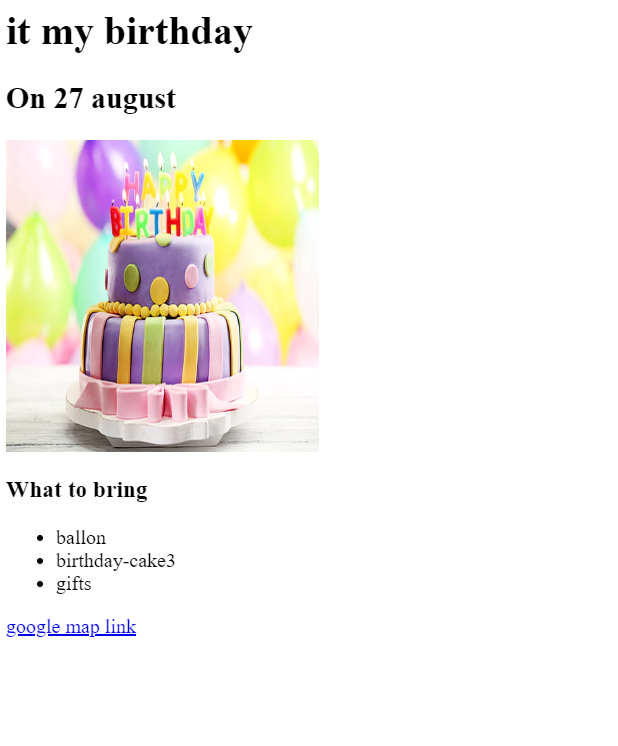 it my birthday
On 27 august
HAPPY
BIRTHDAY
What to bring
ballon
birthday-cake3
gifts
google map link